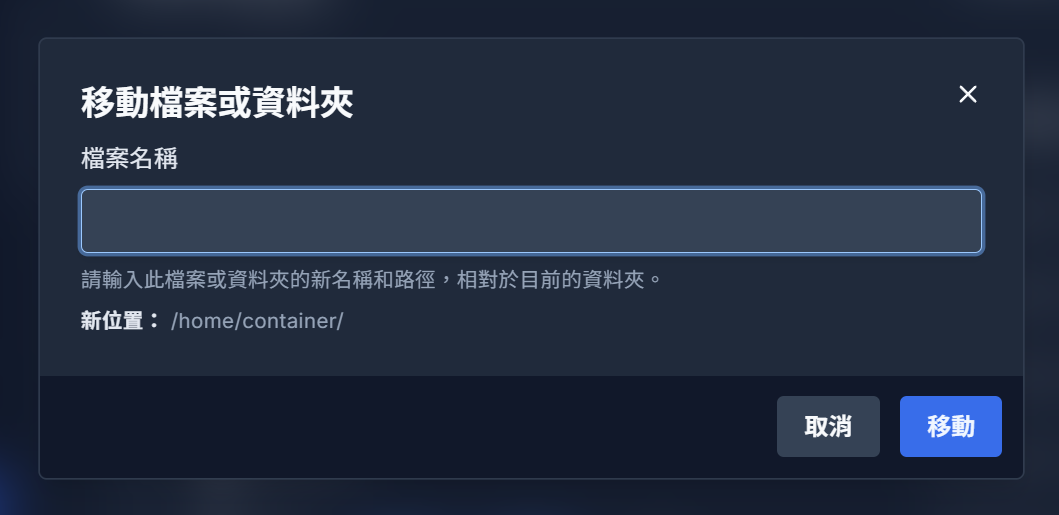 移動檔案或資料夾
檔案名稱
請輸入此檔案或資料夾的新名稱和路徑，相對於目前的資料夾。
新位置： /home/container/
取消
移動